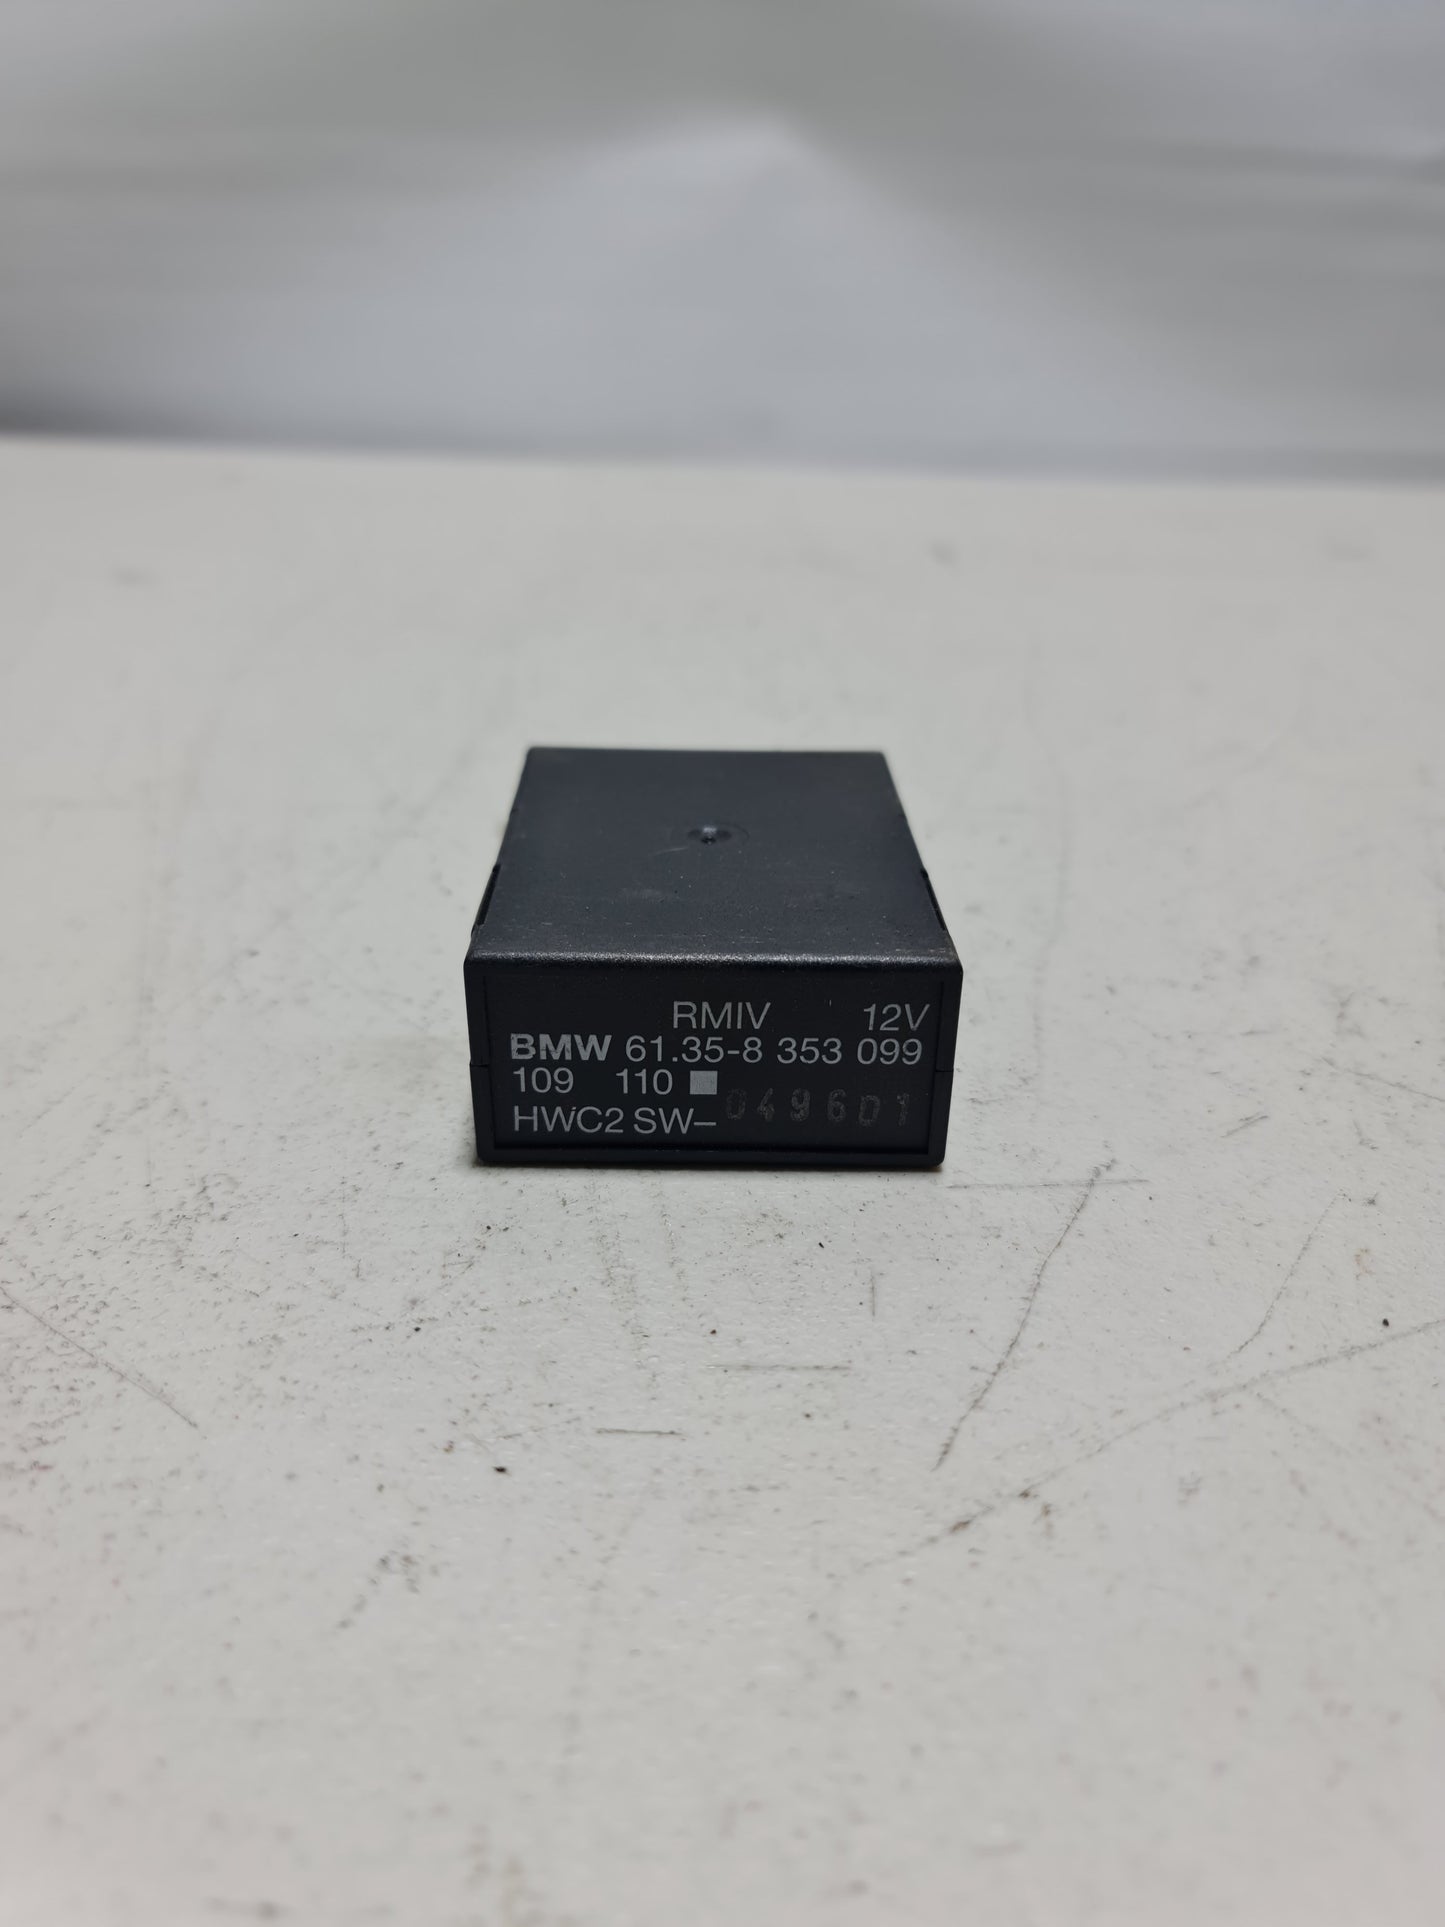 RMIV 12V
BMW 61.35-8 353 099
109 110
HWC2 SW- 049601